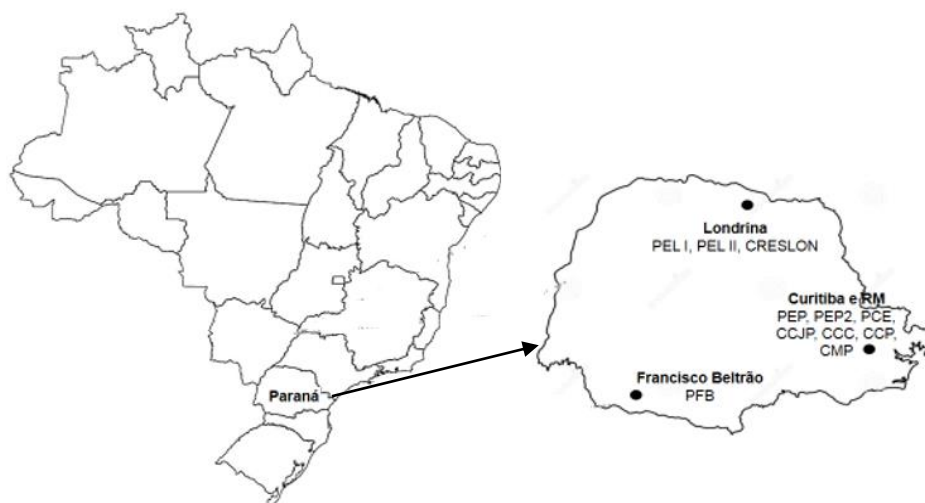 Paraná
Londrina
PEL I, PEL II, CRESLON
Curitiba e RM
PEP, PEP2, PCE,
CCJP, CCC, CCP,
CMP
Francisco Beltrão
PFB